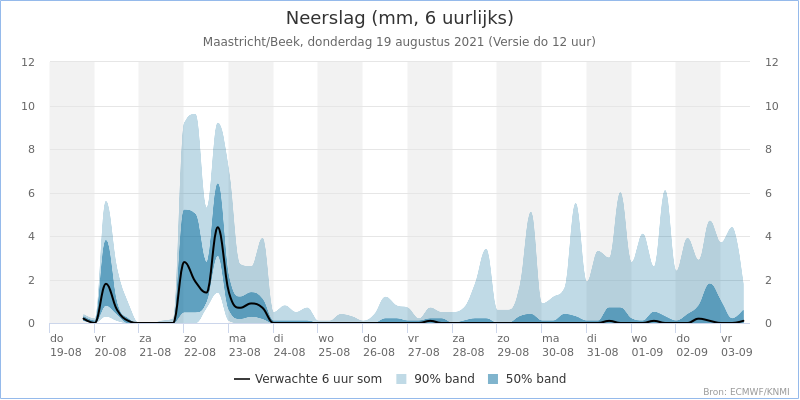 Neerslag (mm, 6 uurlijks)
Maastricht/Beek, donderdag 19 augustus 2021 (Versie do 12 uur)
12 12
10 10
8 8
6 6
4 4
2 2
0 0
do vr za zo ma di wo do vr za zo ma di wo do vr
19-08 20-08 21-08 22-08 23-08 24-08 25-08 26-08 27-08 28-08 29-08 30-08 31-08 01-09 02-09 03-09
Verwachte 6 uur som 90% band 50% band
Bron: ECMWF/KNMI